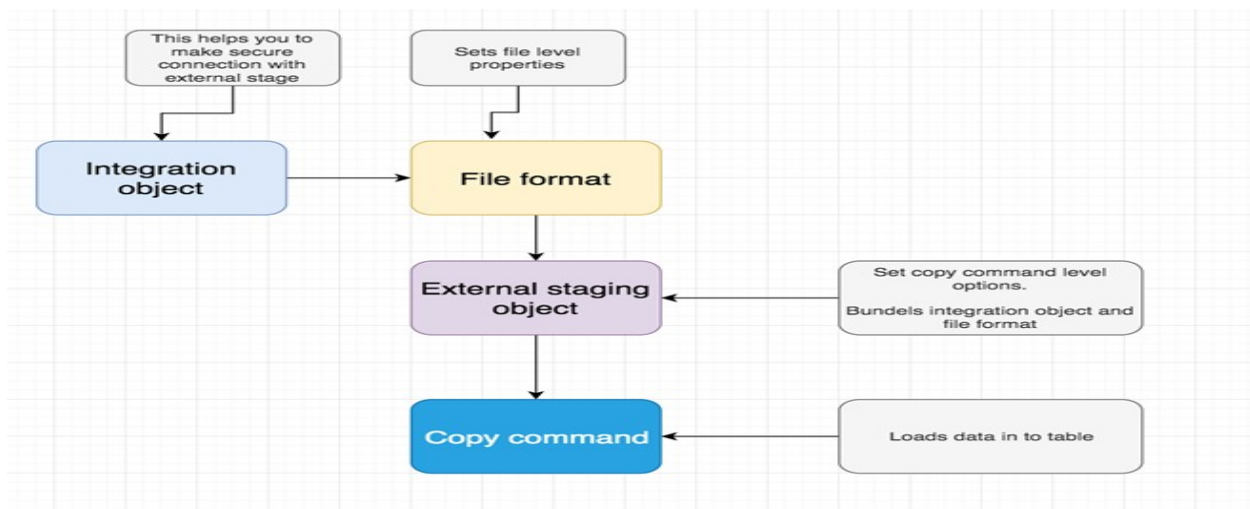 This helps you to
make secure
connection with
external stage
Sets file level
properties
Integration
object
File format
External staging
object
Set copy command level
options.
Bundels integration object and
file format
Copy command
Loads data in to table